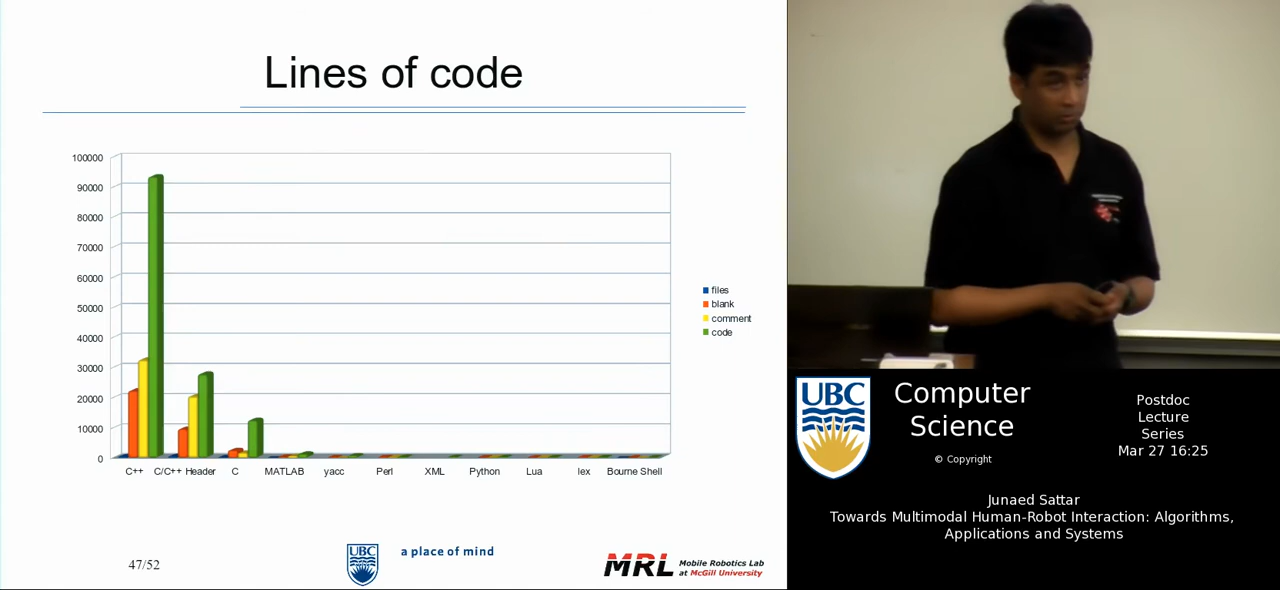 Lines of code
100000
90000
80000
70000
60000
50000
40000
30000
20000
10000
0
C++ C/C++ Header C MATLAB yacc Perl XML Python Lua lex Bourne Shell
files
blank
comment
code
47/52
UBC
a place of mind
MRL Mobile Robotics Lab
at McGill University
UBC
Computer
Science
© Copyright
Postdoc
Lecture
Series
Mar 27 16:25
Junaed Sattar
Towards Multimodal Human-Robot Interaction: Algorithms,
Applications and Systems